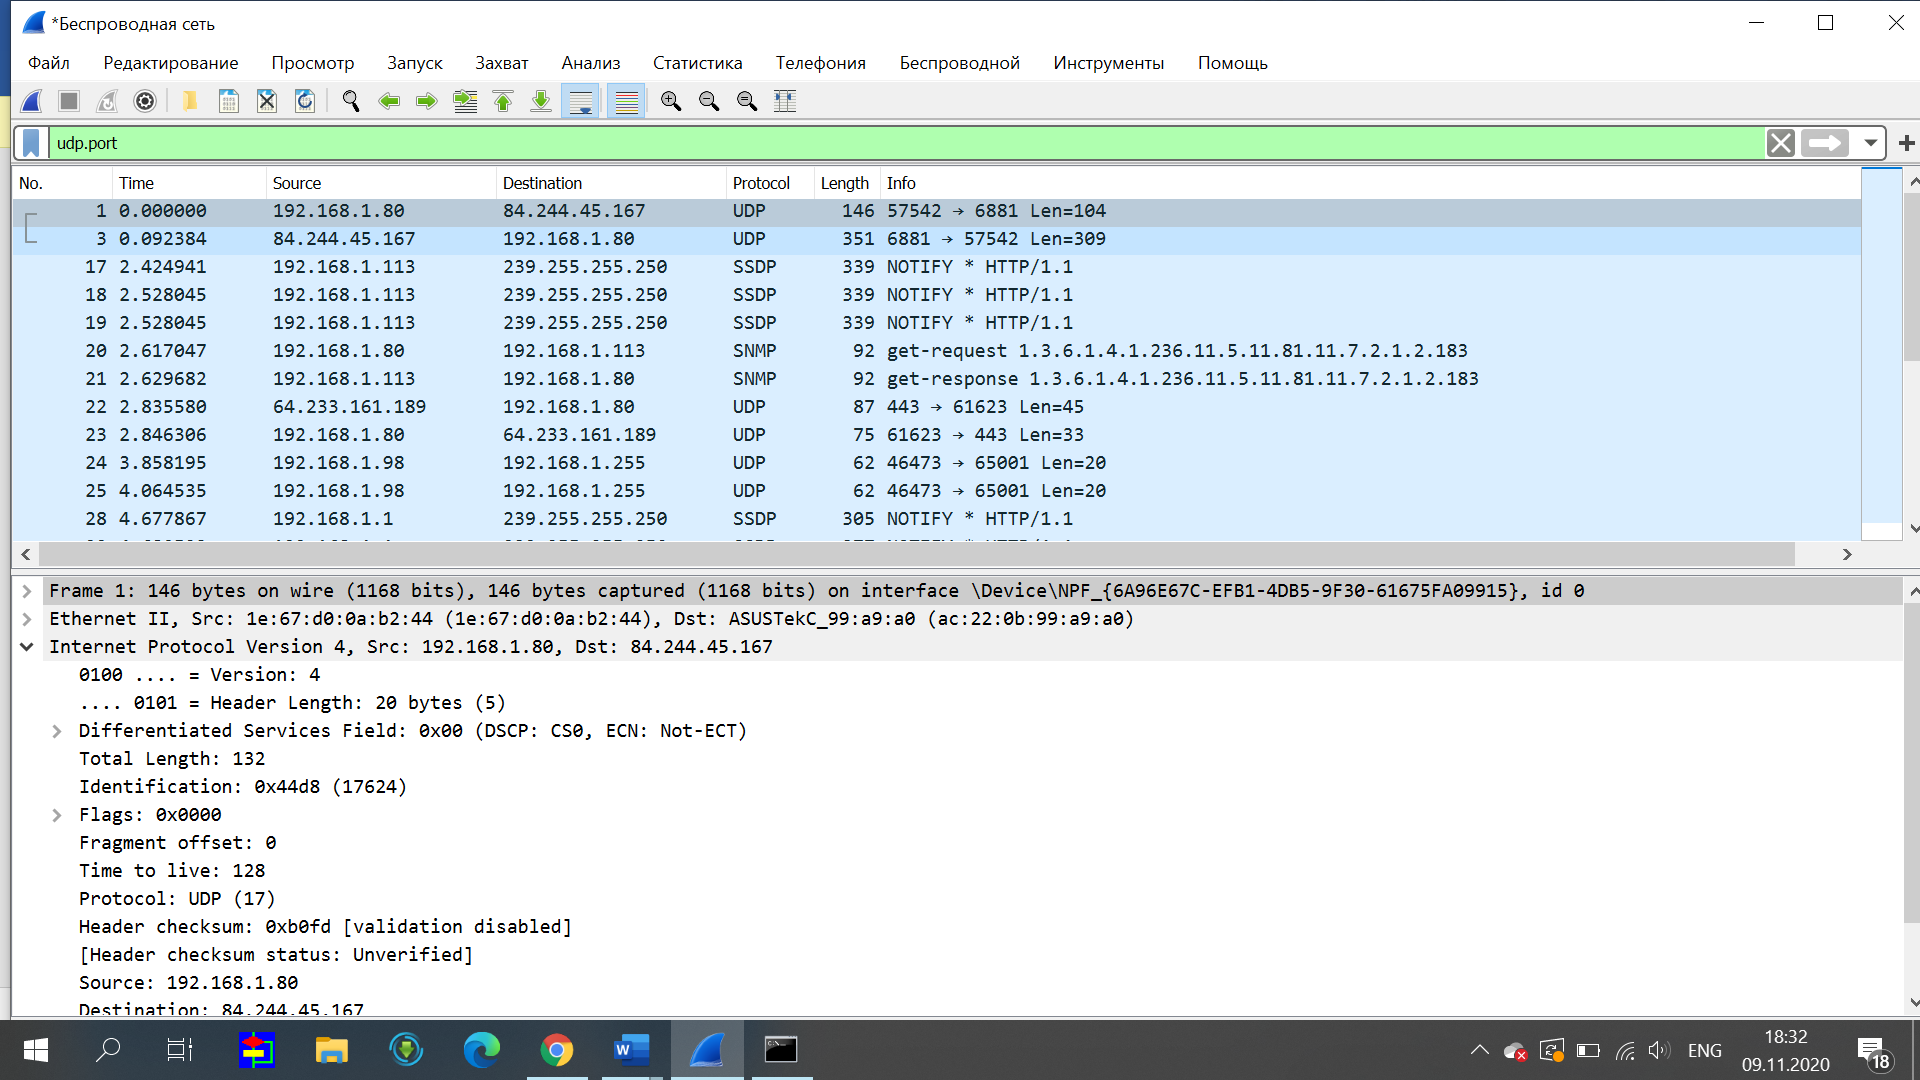 *Беспроводная сеть
Файл Редактирование Просмотр Запуск Захват Анализ Статистика Телефония Беспроводной Инструменты Помощь
udp.port
No. Time Source Destination Protocol Length Info
1 0.000000 192.168.1.80 84.244.45.167 UDP 146 57542 → 6881 Len=104
3 0.092384 84.244.45.167 192.168.1.80 UDP 351 6881 → 57542 Len=309
17 2.424941 192.168.1.113 239.255.255.250 SSDP 339 NOTIFY * HTTP/1.1
18 2.528045 192.168.1.113 239.255.255.250 SSDP 339 NOTIFY * HTTP/1.1
19 2.528045 192.168.1.113 239.255.255.250 SSDP 339 NOTIFY * HTTP/1.1
20 2.617047 192.168.1.80 192.168.1.113 SNMP 92 get-request 1.3.6.1.4.1.236.11.5.11.81.11.7.2.1.2.183
21 2.629682 192.168.1.113 192.168.1.80 SNMP 92 get-response 1.3.6.1.4.1.236.11.5.11.81.11.7.2.1.2.183
22 2.835580 64.233.161.189 192.168.1.80 UDP 87 443 → 61623 Len=45
23 2.846306 192.168.1.80 64.233.161.189 UDP 75 61623 → 443 Len=33
24 3.858195 192.168.1.98 192.168.1.255 UDP 62 46473 → 65001 Len=20
25 4.064535 192.168.1.98 192.168.1.255 UDP 62 46473 → 65001 Len=20
28 4.677867 192.168.1.1 239.255.255.250 SSDP 305 NOTIFY * HTTP/1.1
Frame 1: 146 bytes on wire (1168 bits), 146 bytes captured (1168 bits) on interface \Device\NPF_{6A96E67C-EFB1-4DB5-9F30-61675FA09915}, id 0
Ethernet II, Src: 1e:67:d0:0a:b2:44 (1e:67:d0:0a:b2:44), Dst: ASUSTekC_99:a9:a0 (ac:22:0b:99:a9:a0)
Internet Protocol Version 4, Src: 192.168.1.80, Dst: 84.244.45.167
0100 .... = Version: 4
.... 0101 = Header Length: 20 bytes (5)
Differentiated Services Field: 0x00 (DSCP: CS0, ECN: Not-ECT)
Total Length: 132
Identification: 0x44d8 (17624)
Flags: 0x0000
Fragment offset: 0
Time to live: 128
Protocol: UDP (17)
Header checksum: 0xb0fd [validation disabled]
[Header checksum status: Unverified]
Source: 192.168.1.80
Destination: 84.244.45.167
ENG
18:32
09.11.2020
18